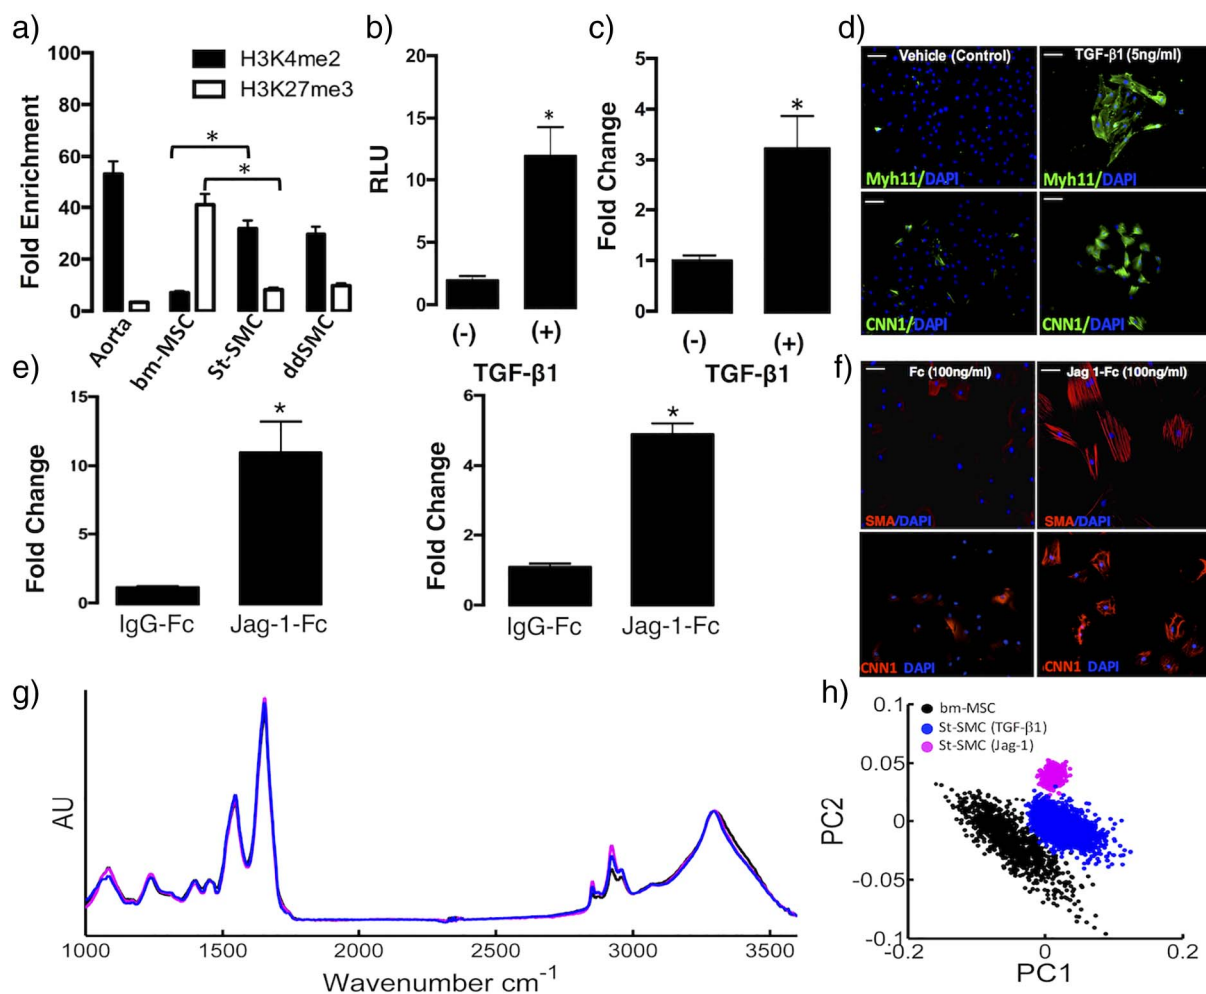 a)
100
80
60
40
20
0
Fold Enrichment
H3K4me2
H3K27me3
*
*
Aorta
bm-MSC
St-SMC
ddSMC
b)
20
15
10
5
0
RLU
*
(-)
(+)
TGF-β1
c)
5
4
3
2
1
0
Fold Change
*
(-)
(+)
TGF-β1
d)
Vehicle (Control)
TGF-β1 (5ng/ml)
Myh11/DAPI
Myh11/DAPI
CNN1/DAPI
CNN1/DAPI
e)
15
10
5
0
Fold Change
*
IgG-Fc
Jag-1-Fc
6
4
2
0
Fold Change
*
IgG-Fc
Jag-1-Fc
f)
Fc (100ng/ml)
Jag 1-Fc (100ng/ml)
SMA/DAPI
SMA/DAPI
CNN1 DAPI
CNN1 DAPI
g)
AU
1000
1500
2000
2500
3000
3500
Wavenumber cm-1
h)
0.1
0.05
0
-0.05
-0.1
PC2
bm-MSC
St-SMC (TGF-β1)
St-SMC (Jag-1)
-0.2
0
0.2
PC1